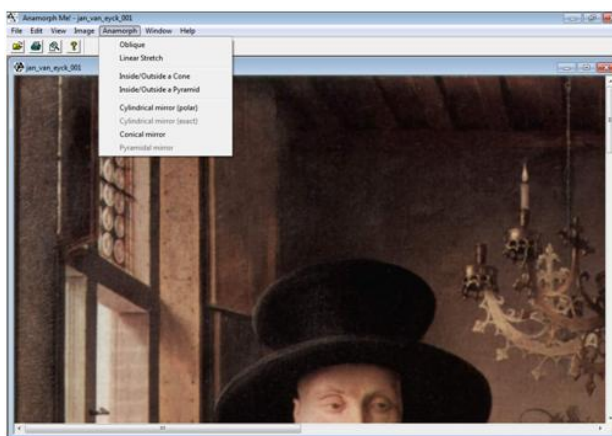 Anamorph Me! - jan_van_eyck_001
File Edit View Image Anamorph Window Help
Oblique
Linear Stretch
Inside/Outside a Cone
Inside/Outside a Pyramid
Cylindrical mirror (polar)
Cylindrical mirror (exact)
Conical mirror
Pyramidal mirror
jan_van_eyck_001